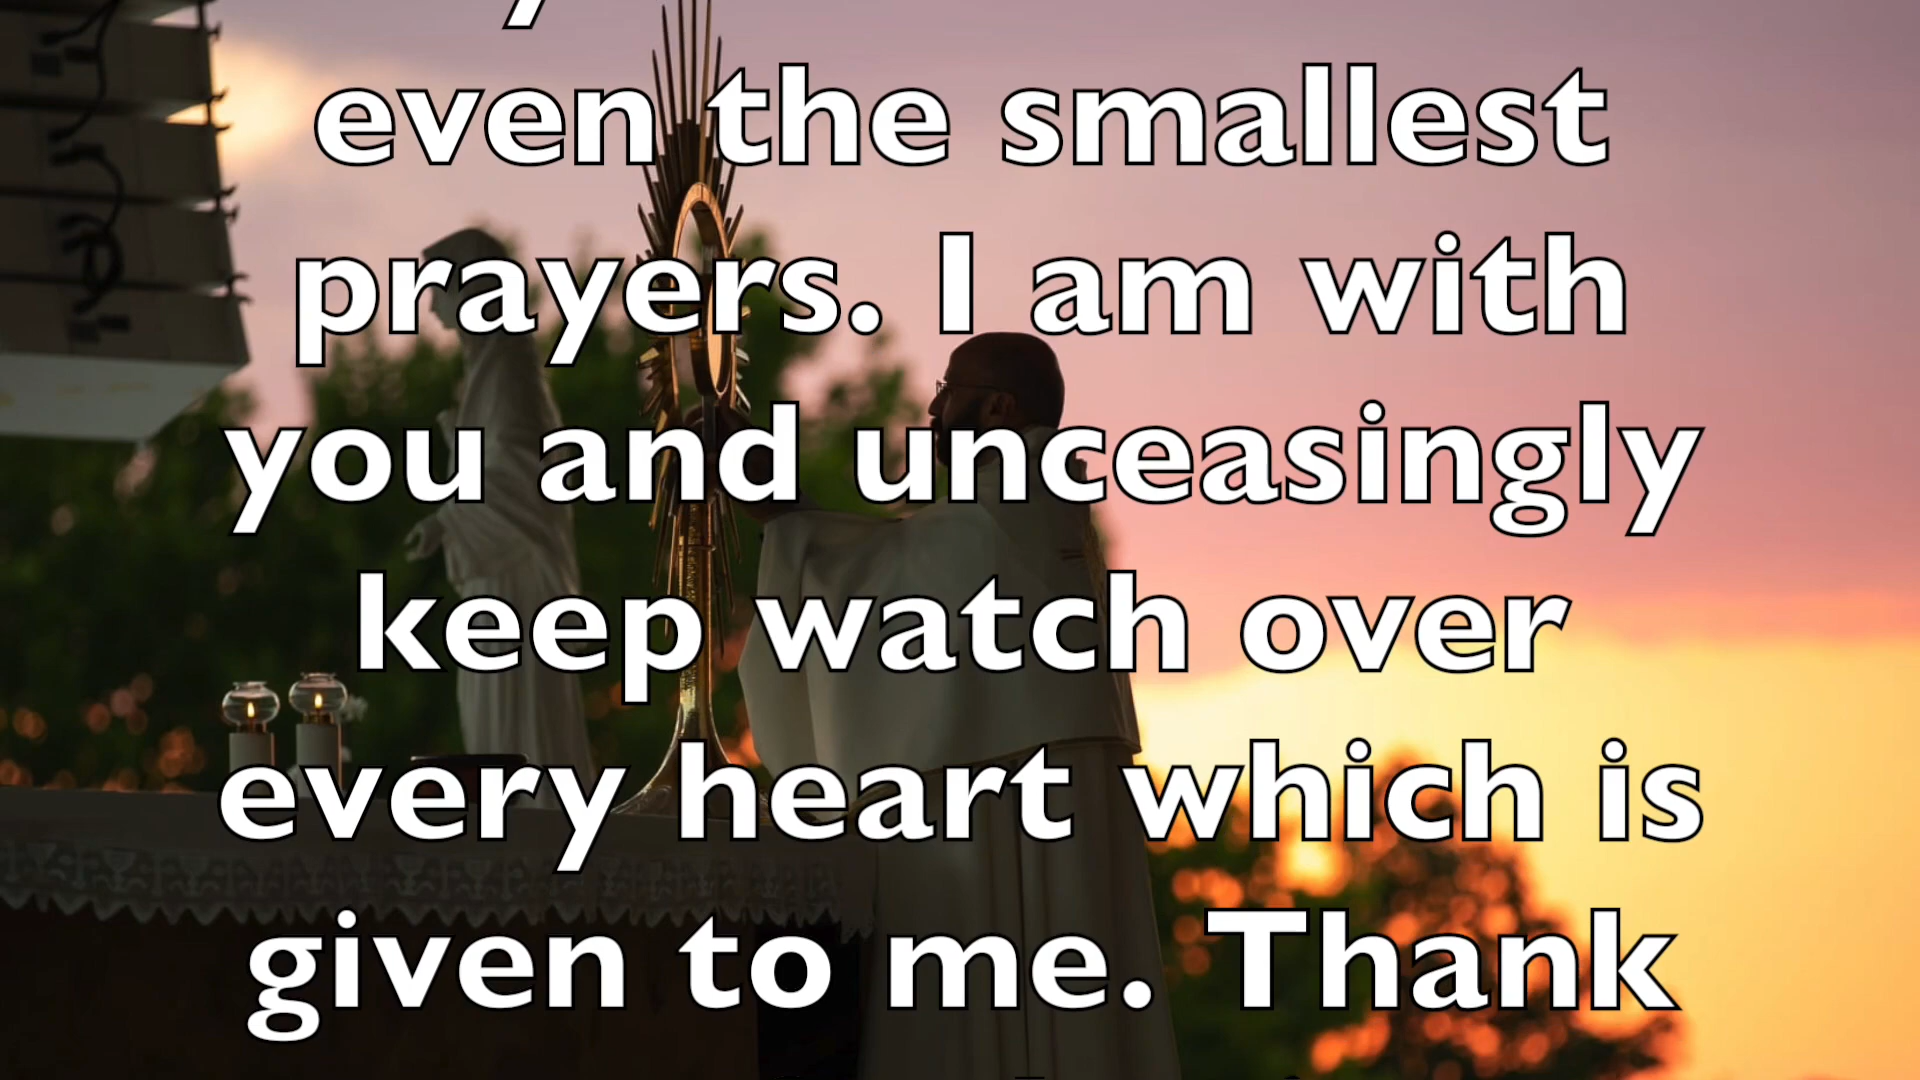 even the smallest
prayers. I am with
you and unceasingly
keep watch over
every heart which is
given to me. Thank